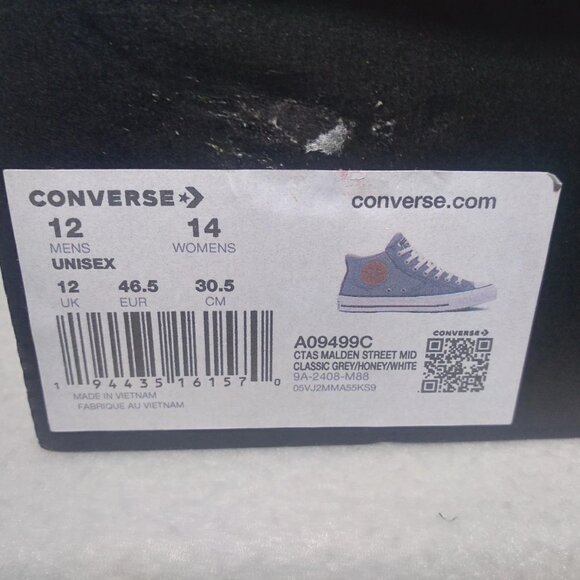 CONVERSE
converse.com
12 14
MENS WOMENS
UNISEX
12 46.5 30.5
UK EUR CM
1 94435 16157 0
MADE IN VIETNAM
FABRIQUE AU VIETNAM
A09499C
CTAS MALDEN STREET MID
CLASSIC GREY/HONEY/WHITE
9A-2408-M88
05VJ2MMA55KS9
CONVERSE